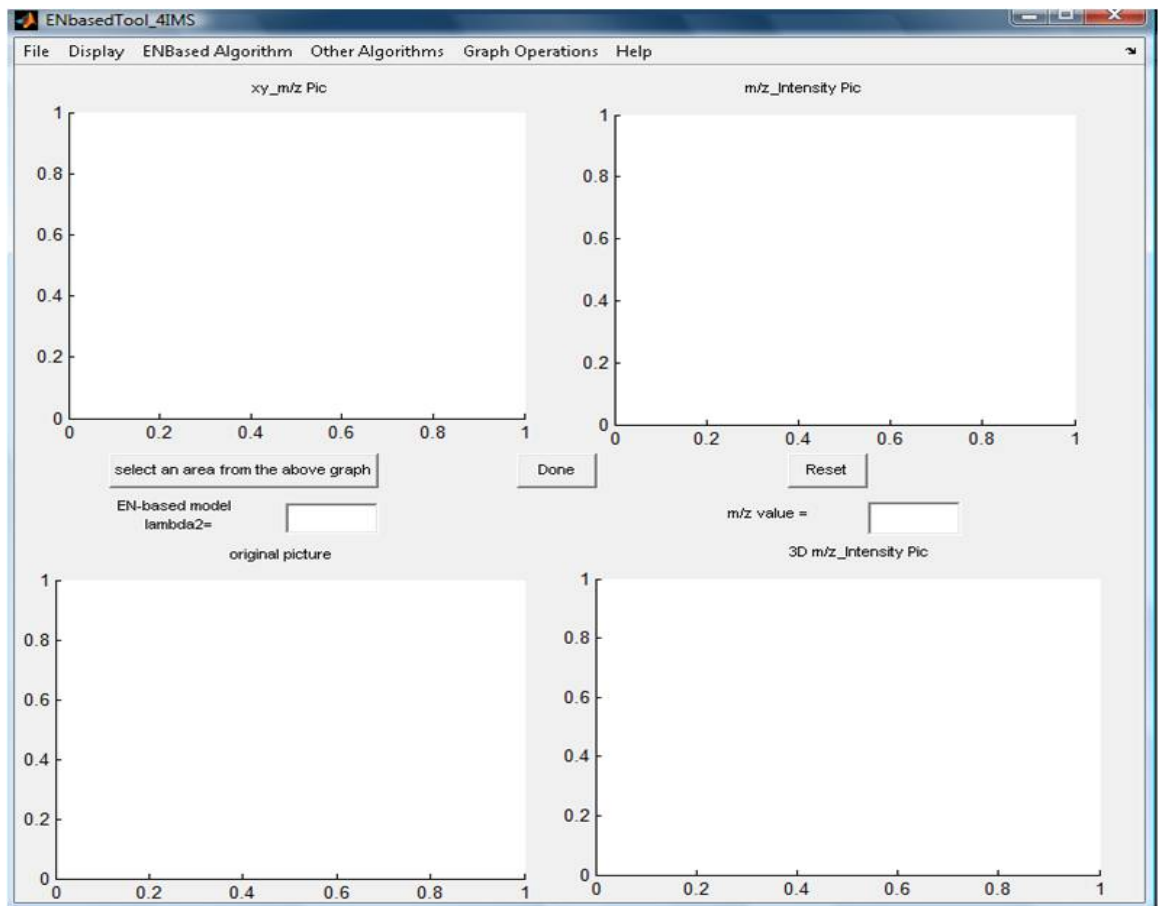 ENbasedTool_4IMS
File Display ENBased Algorithm Other Algorithms Graph Operations Help
xy_m/z Pic
1
0.8
0.6
0.4
0.2
0
0 0.2 0.4 0.6 0.8 1
m/z_Intensity Pic
1
0.8
0.6
0.4
0.2
0
0 0.2 0.4 0.6 0.8 1
select an area from the above graph
Done
Reset
EN-based model
lambda2=
m/z value =
original picture
1
0.8
0.6
0.4
0.2
0
0 0.2 0.4 0.6 0.8 1
3D m/z_Intensity Pic
1
0.8
0.6
0.4
0.2
0
0 0.2 0.4 0.6 0.8 1